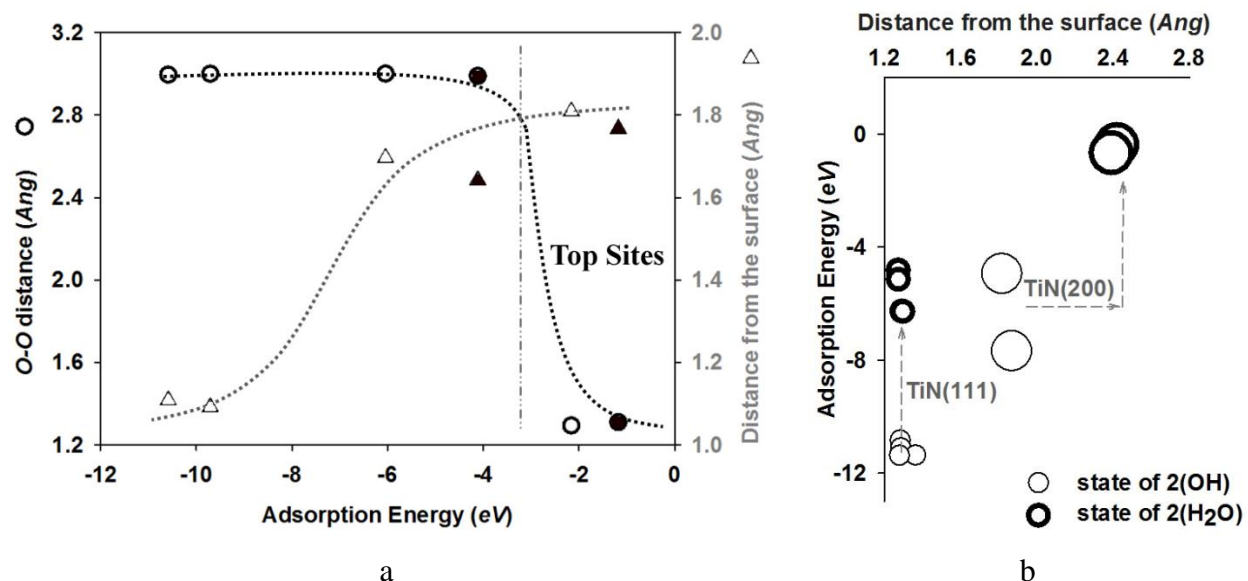 3.2
2.8
2.4
2.0
1.6
1.2
O-O distance (Ang)
-12
-10
-8
-6
-4
-2
0
Adsorption Energy (eV)
2.0
1.8
1.6
1.4
1.2
1.0
Distance from the surface (Ang)
Top Sites
a
Distance from the surface (Ang)
1.2
1.6
2.0
2.4
2.8
0
-4
-8
-12
Adsorption Energy (eV)
TiN(200)
TiN(111)
state of 2(OH)
state of 2(H₂O)
b